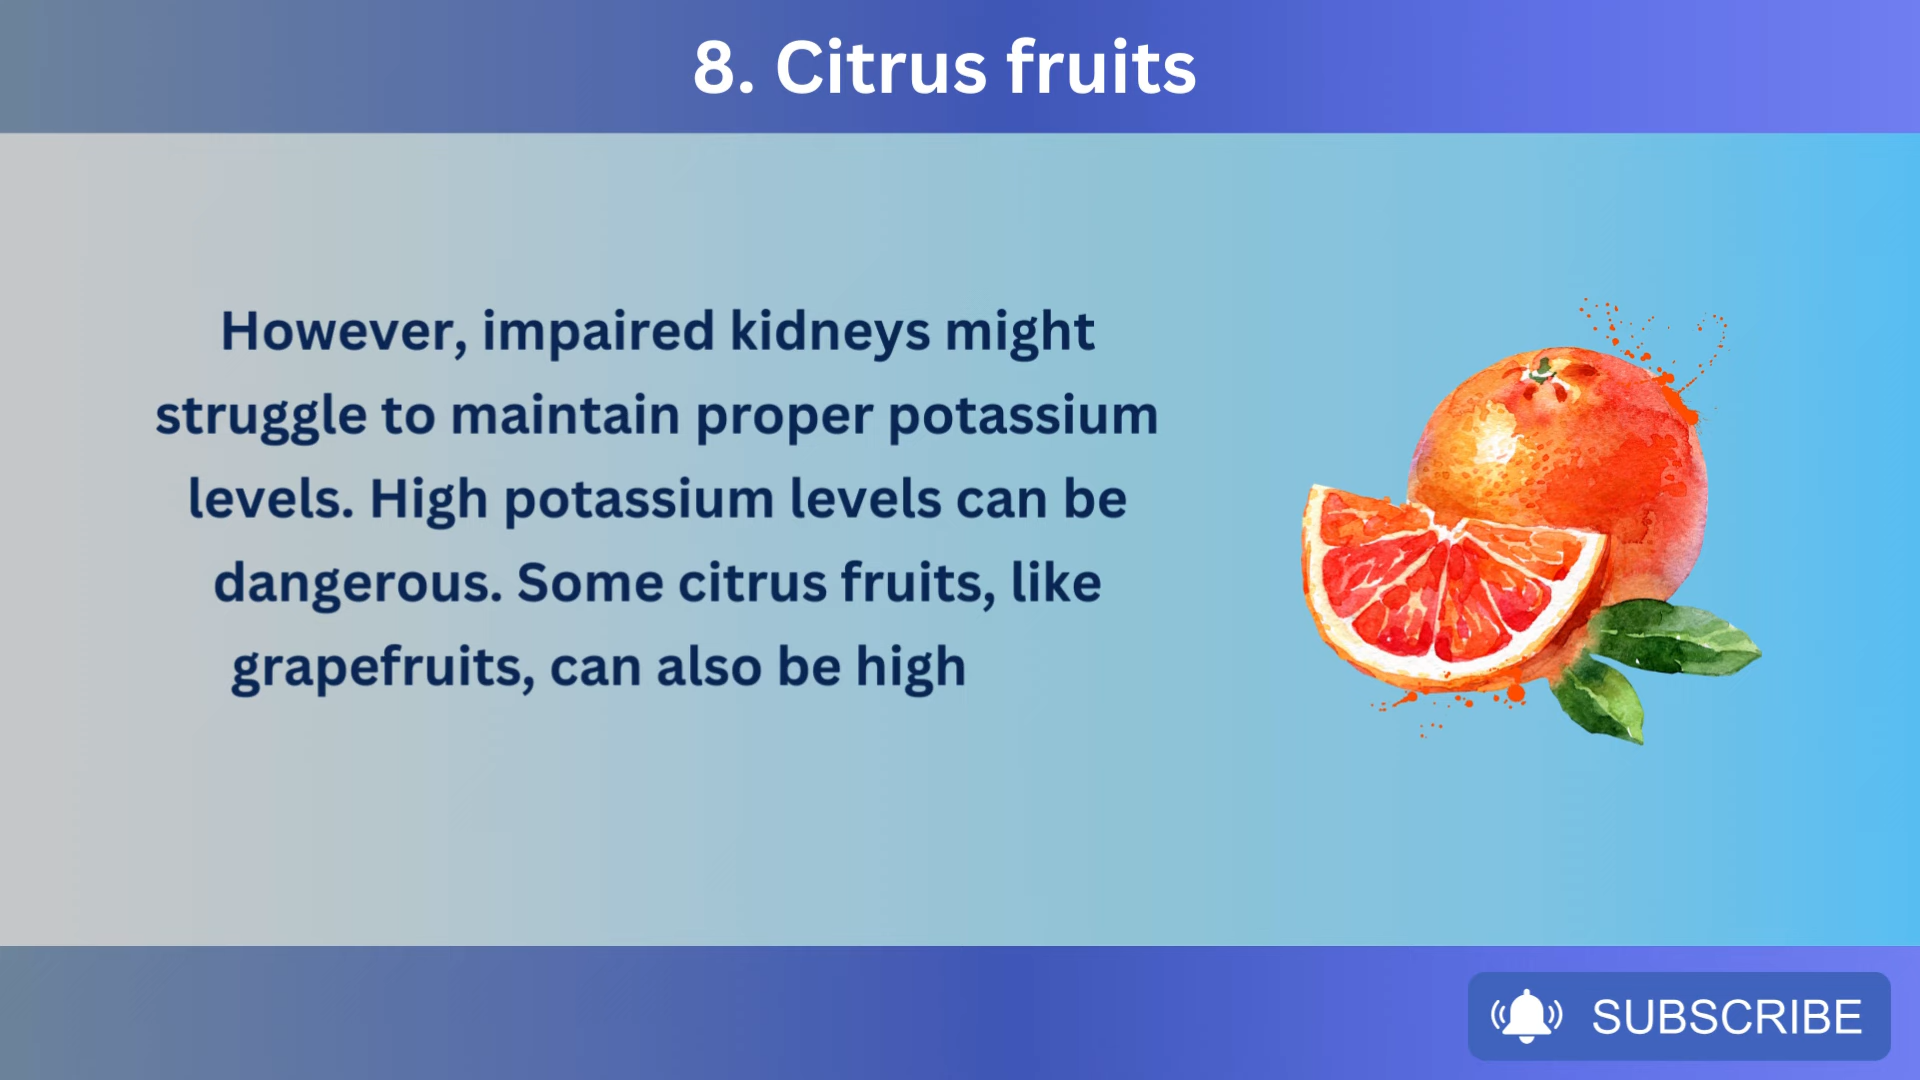 8. Citrus fruits
However, impaired kidneys might
struggle to maintain proper potassium
levels. High potassium levels can be
dangerous. Some citrus fruits, like
grapefruits, can also be high
SUBSCRIBE